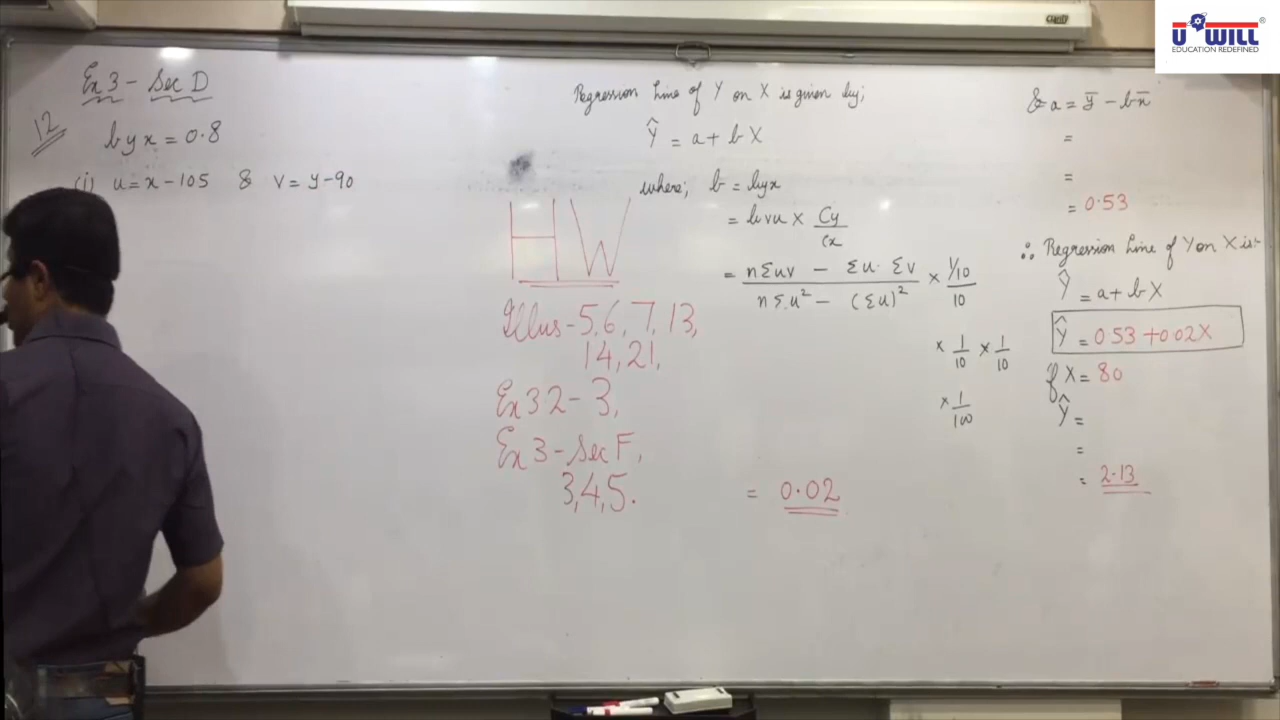 Ex 3 - Sec D
12
byx = 0.8
(i) u = x - 105 & v = y - 90
HW
Illus - 5, 6, 7, 13,
14, 21,
Ex 3 2 - 3,
Ex 3 - Sec F,
3, 4, 5.
Regression Line of Y on X is given by;
Ŷ = a + b X
where; b = byx
= bvu × Cy/Cx
= nΣuv - Σu · Σv / nΣu² - (Σu)² × 1/10 / 10
× 1/10 × 1/10
× 1/100
= 0.02
& a = ȳ - bx̄
=
=
= 0.53
∴ Regression Line of Y on X is -
Ŷ = a + b X
Ŷ = 0.53 + 0.02X
if X = 80
Ŷ =
=
= 2.13
U WILL®
EDUCATION REDEFINED